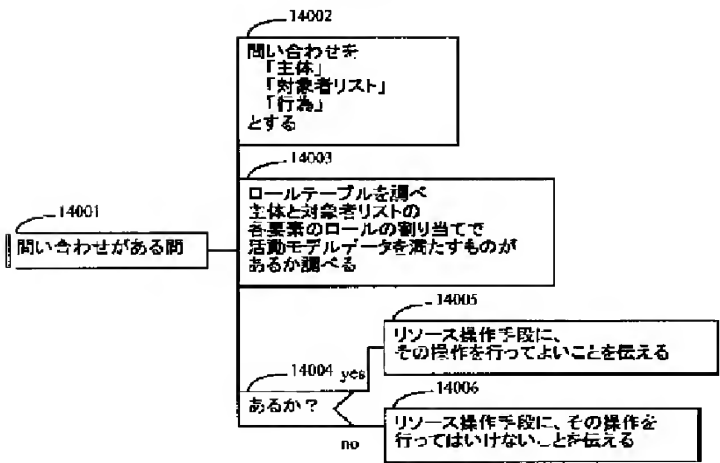 14001
問い合わせがある間
14002
問い合わせを
「主体」
「対象者リスト」
「行為」
とする
14003
ロールテーブルを調べ
主体と対象者リストの
各要素のロールの割り当てで
活動モデルデータを満たすものが
あるか調べる
14004
あるか?
yes
14005
リソース操作手段に、
その操作を行ってよいことを伝える
no
14006
リソース操作手段に、その操作を
行ってはいけないことを伝える